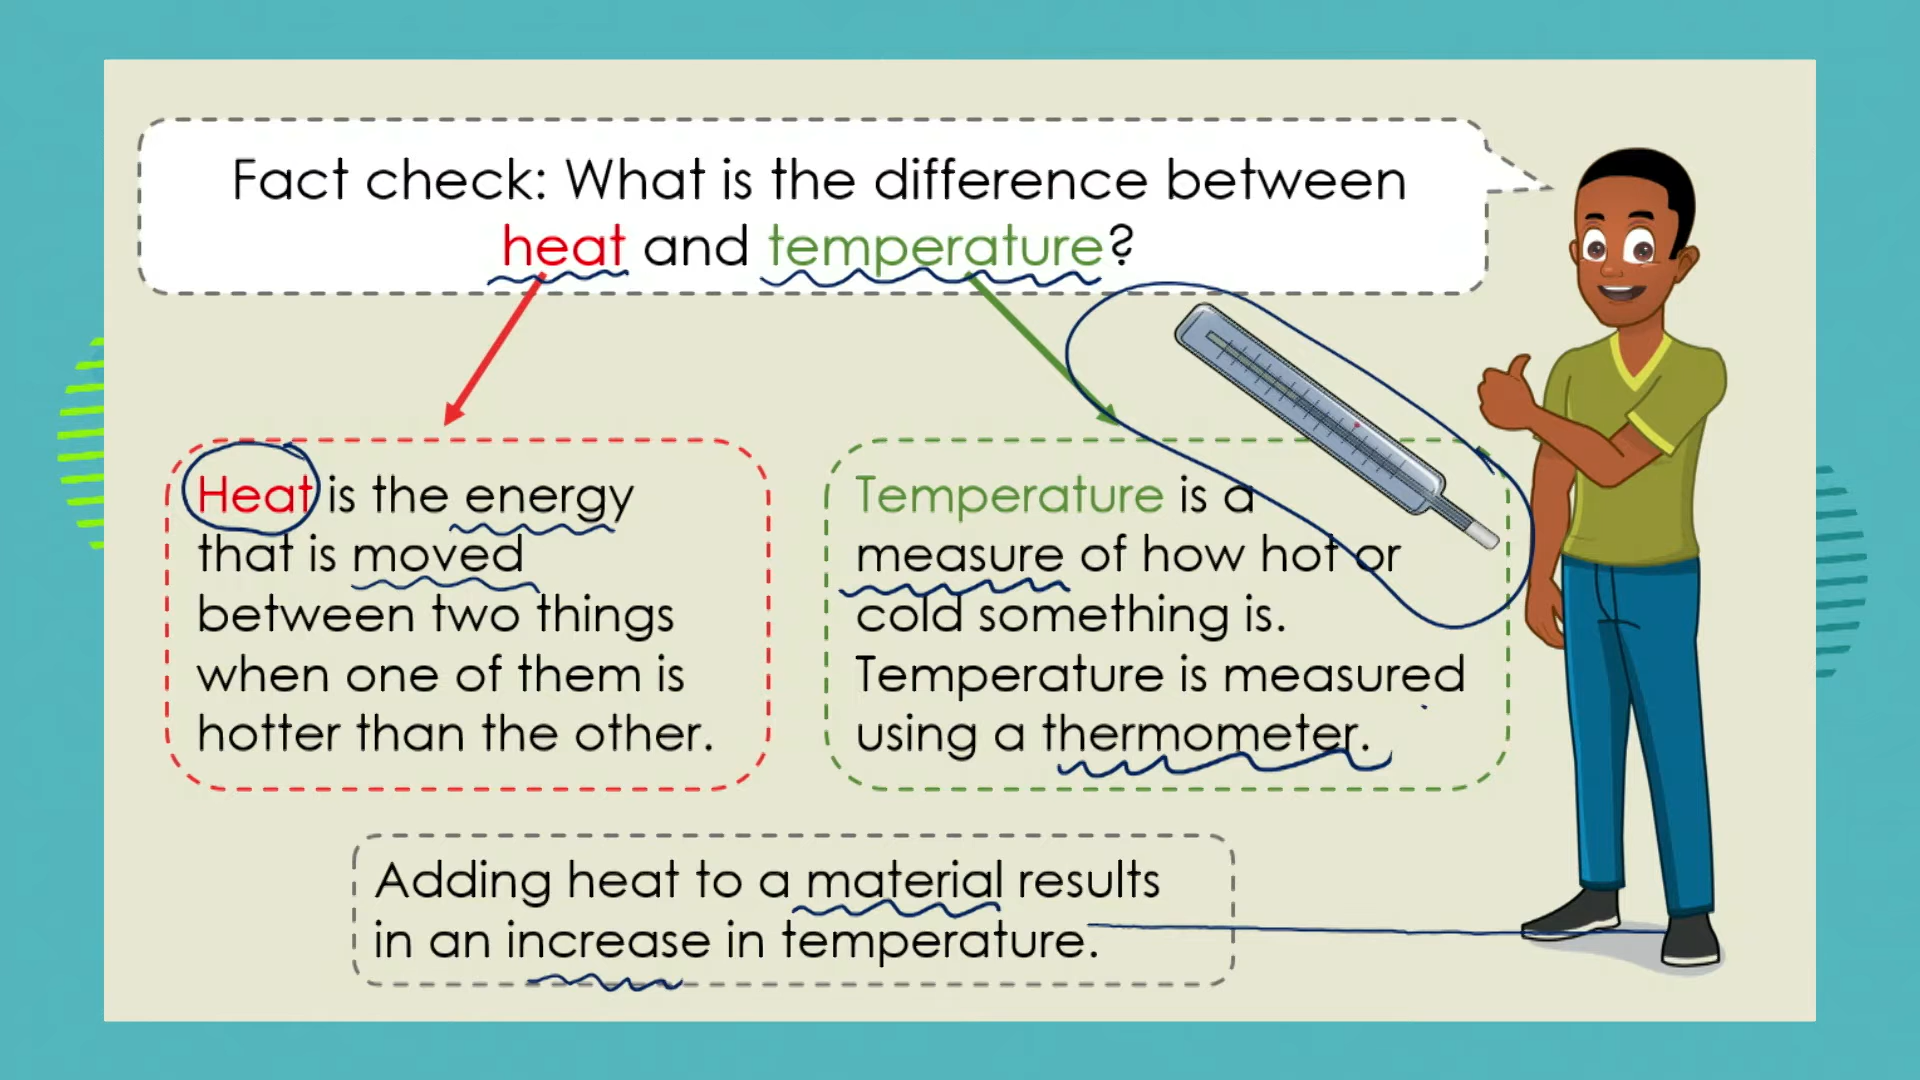 Fact check: What is the difference between
heat and temperature?
Heat is the energy
that is moved
between two things
when one of them is
hotter than the other.
Temperature is a
measure of how hot or
cold something is.
Temperature is measured
using a thermometer.
Adding heat to a material results
in an increase in temperature.